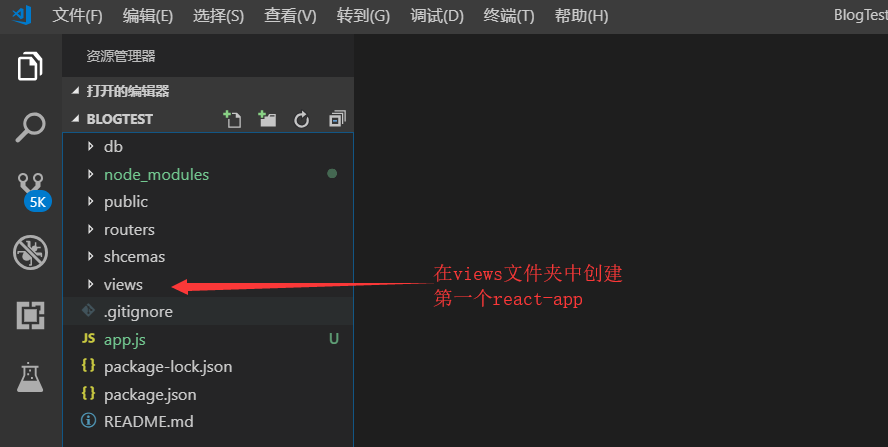 文件(F) 编辑(E) 选择(S) 查看(V) 转到(G) 调试(D) 终端(T) 帮助(H) BlogTest
资源管理器
打开的编辑器
BLOGTEST
db
node_modules
public
5K
routers
shcemas
views
在views文件夹中创建
第一个react-app
.gitignore
JS app.js U
{} package-lock.json
{} package.json
README.md